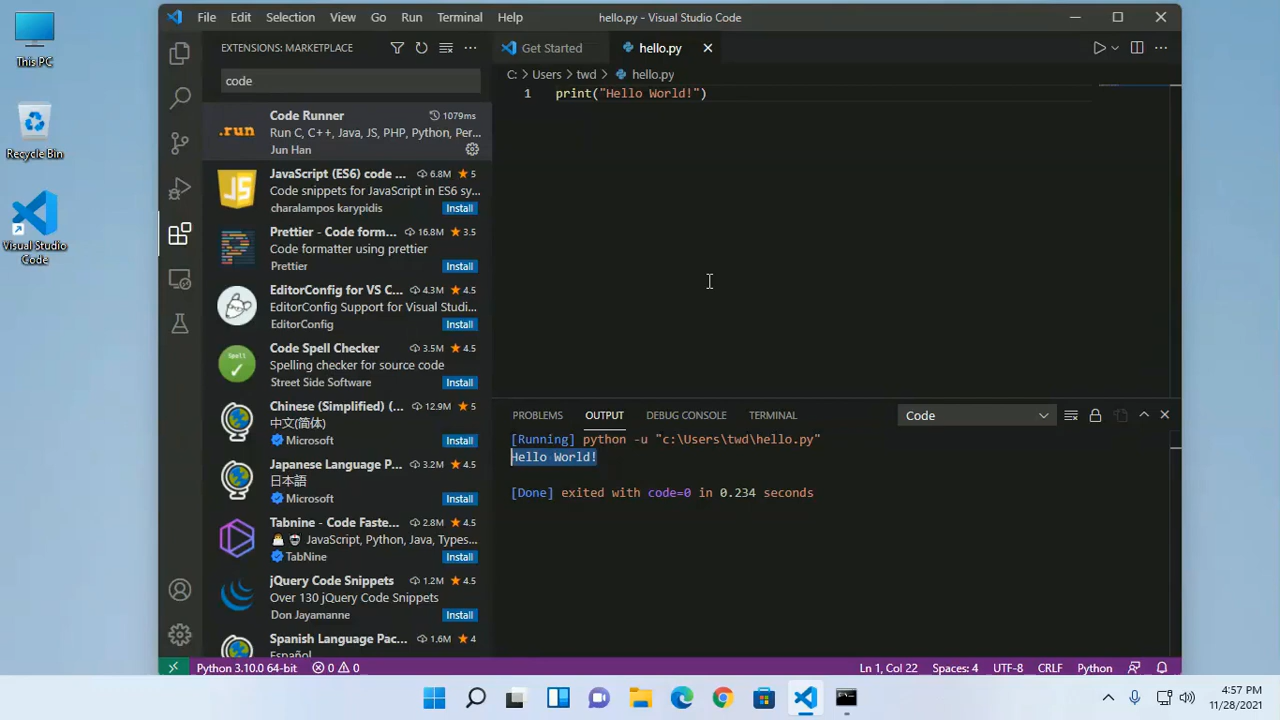 This PC
Recycle Bin
Visual Studio
Code
File Edit Selection View Go Run Terminal Help
hello.py - Visual Studio Code
EXTENSIONS: MARKETPLACE
code
Code Runner 1079ms
.run
Run C, C++, Java, JS, PHP, Python, Per...
Jun Han
JS
JavaScript (ES6) code ... 6.8M ★5
Code snippets for JavaScript in ES6 sy...
charalampos karypidis Install
Prettier - Code form... 16.8M ★3.5
Code formatter using prettier
Prettier Install
EditorConfig for VS C... 4.3M ★4.5
EditorConfig Support for Visual Studi...
EditorConfig Install
Spell
Code Spell Checker 3.5M ★4.5
Spelling checker for source code
Street Side Software Install
Chinese (Simplified) (... 12.9M ★5
中文(简体)
Microsoft Install
Japanese Language P... 3.2M ★4.5
日本語
Microsoft Install
Tabnine - Code Faste... 2.8M ★4.5
JavaScript, Python, Java, Types...
TabNine Install
jQuery Code Snippets 1.2M ★4.5
Over 130 jQuery Code Snippets
Don Jayamanne Install
Spanish Language Pac... 1.6M ★4
Español
Get Started hello.py
C: > Users > twd > hello.py
1 print("Hello World!")
PROBLEMS OUTPUT DEBUG CONSOLE TERMINAL Code
[Running] python -u "c:\Users\twd\hello.py"
Hello World!
[Done] exited with code=0 in 0.234 seconds
Python 3.10.0 64-bit 0 0 Ln 1, Col 22 Spaces: 4 UTF-8 CRLF Python
4:57 PM
11/28/2021